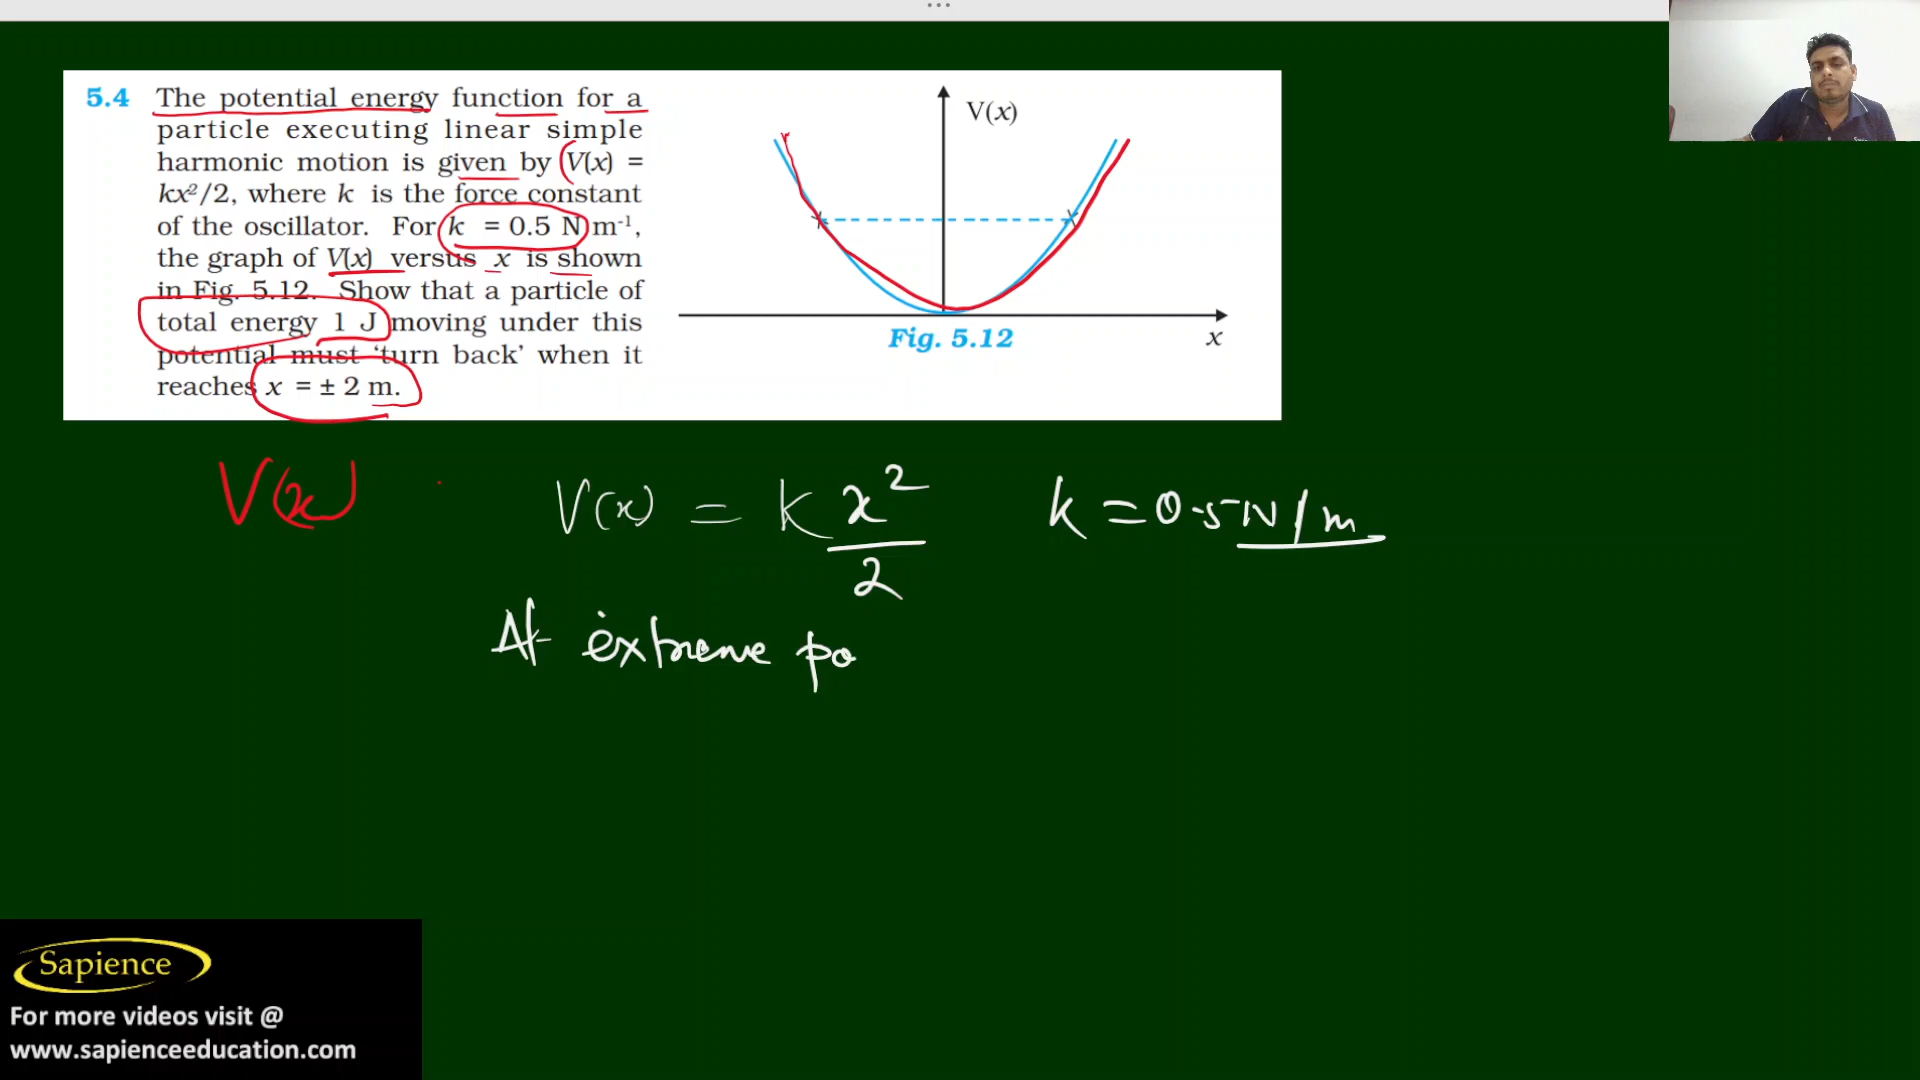 5.4 The potential energy function for a
particle executing linear simple
harmonic motion is given by V(x) =
kx²/2, where k is the force constant
of the oscillator. For k = 0.5 N m⁻¹,
the graph of V(x) versus x is shown
in Fig. 5.12. Show that a particle of
total energy 1 J moving under this
potential must ‘turn back’ when it
reaches x = ± 2 m.
V(x)
x
Fig. 5.12
V(x) V(x) = k x²/2 k = 0.5 N/m
At extreme po
Sapience
For more videos visit @
www.sapienceeducation.com